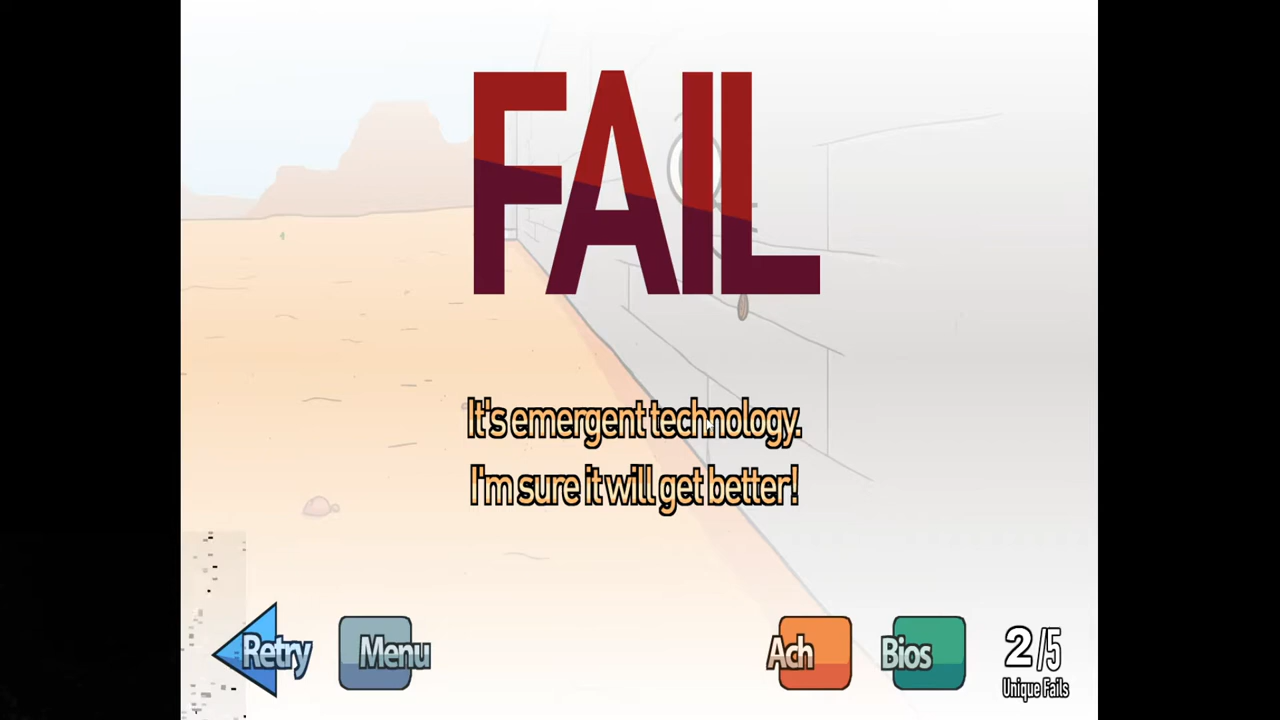 FAIL
It's emergent technology.
I'm sure it will get better!
Retry
Menu
Ach
Bios
2/5
Unique Fails